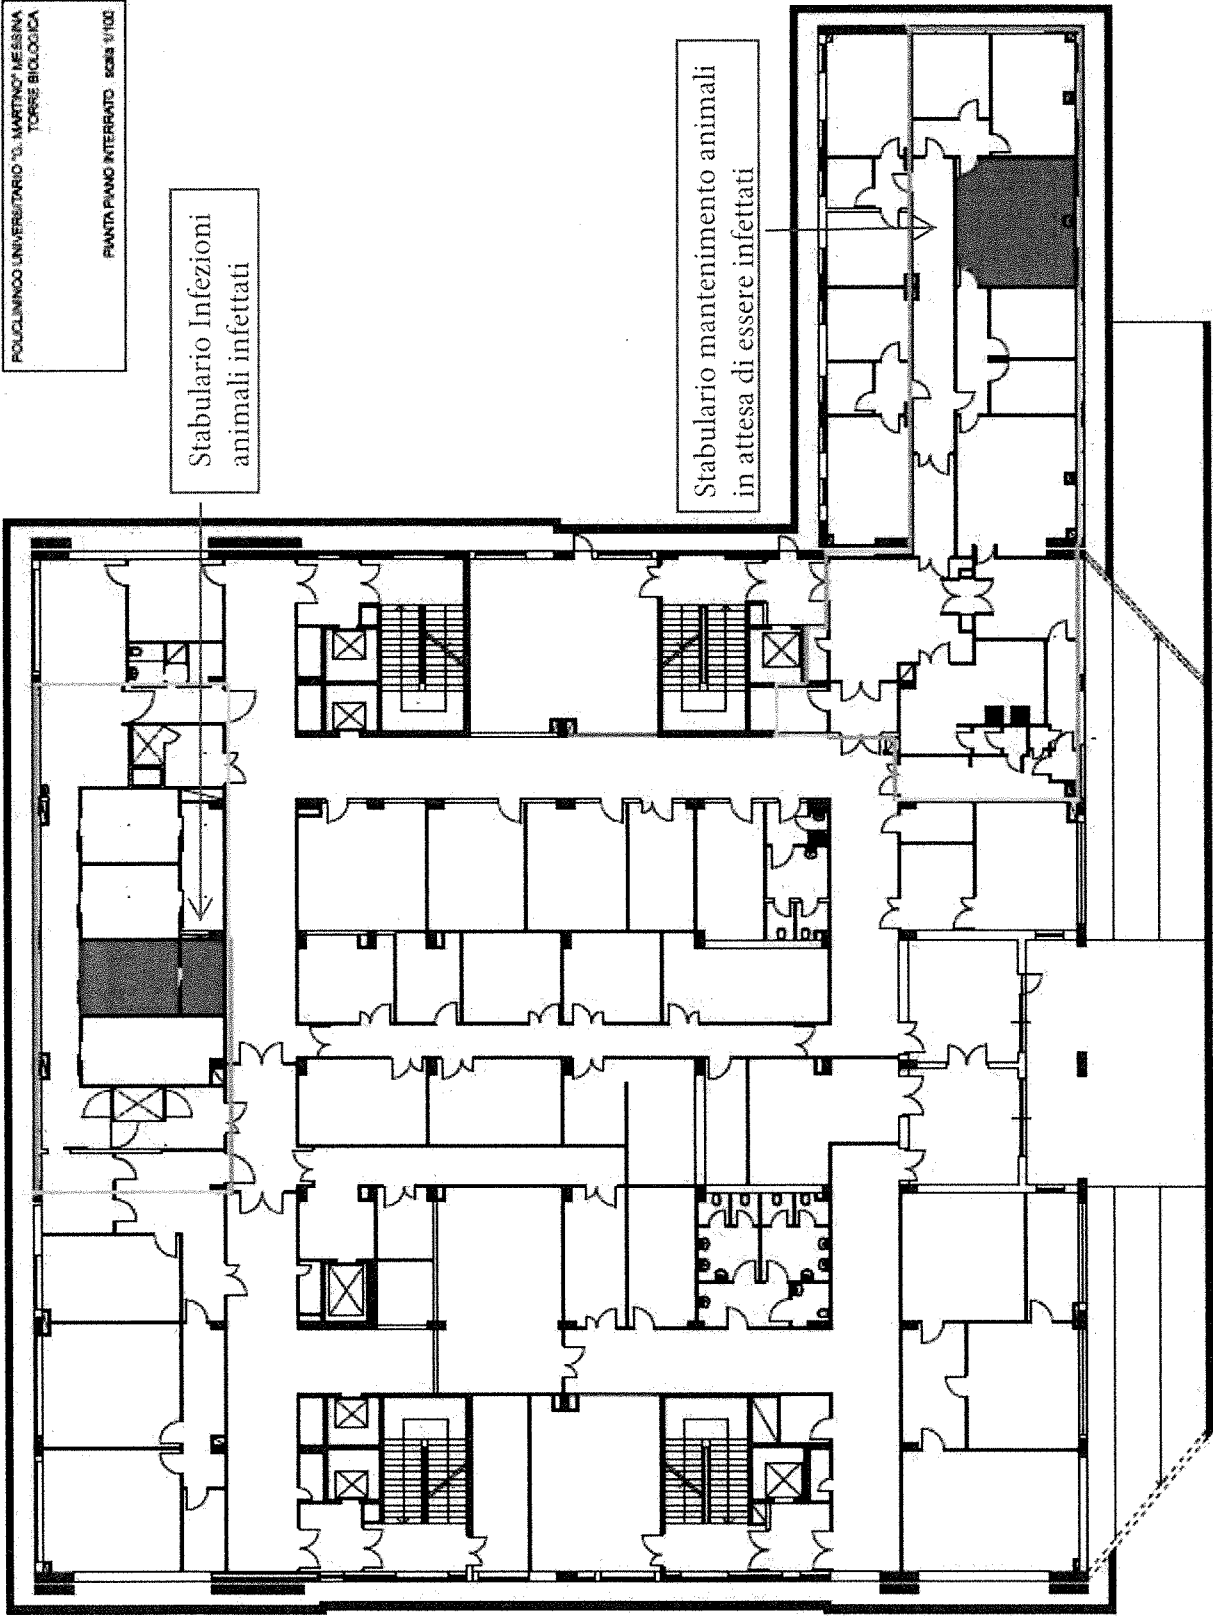 POLICLINICO UNIVERSITARIO "G. MARTINO" MESSINA
TORRE BIOLOGICA
PIANTA PIANO INTERRATO scala 1/100
Stabulario Infezioni
animali infettati
Stabulario mantenimento animali
in attesa di essere infettati